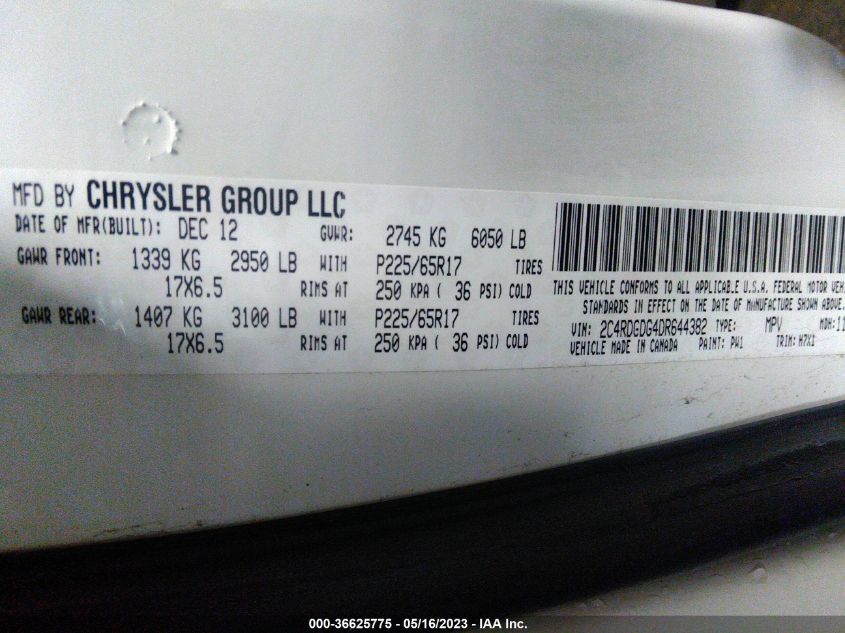 MFD BY CHRYSLER GROUP LLC
DATE OF MFR(BUILT): DEC 12 GVWR: 2745 KG 6050 LB
GAWR FRONT: 1339 KG 2950 LB WITH P225/65R17 TIRES
17X6.5 RIMS AT 250 KPA ( 36 PSI) COLD
GAWR REAR: 1407 KG 3100 LB WITH P225/65R17 TIRES
17X6.5 RIMS AT 250 KPA ( 36 PSI) COLD
THIS VEHICLE CONFORMS TO ALL APPLICABLE U.S.A. FEDERAL MOTOR VEH
STANDARDS IN EFFECT ON THE DATE OF MANUFACTURE SHOWN ABOVE.
VIN: 2C4RDGDG4DR644382 TYPE: MPV MDH: 11
VEHICLE MADE IN CANADA PAINT: PW1 TRIM: H7X1
000-36625775 - 05/16/2023 - IAA Inc.